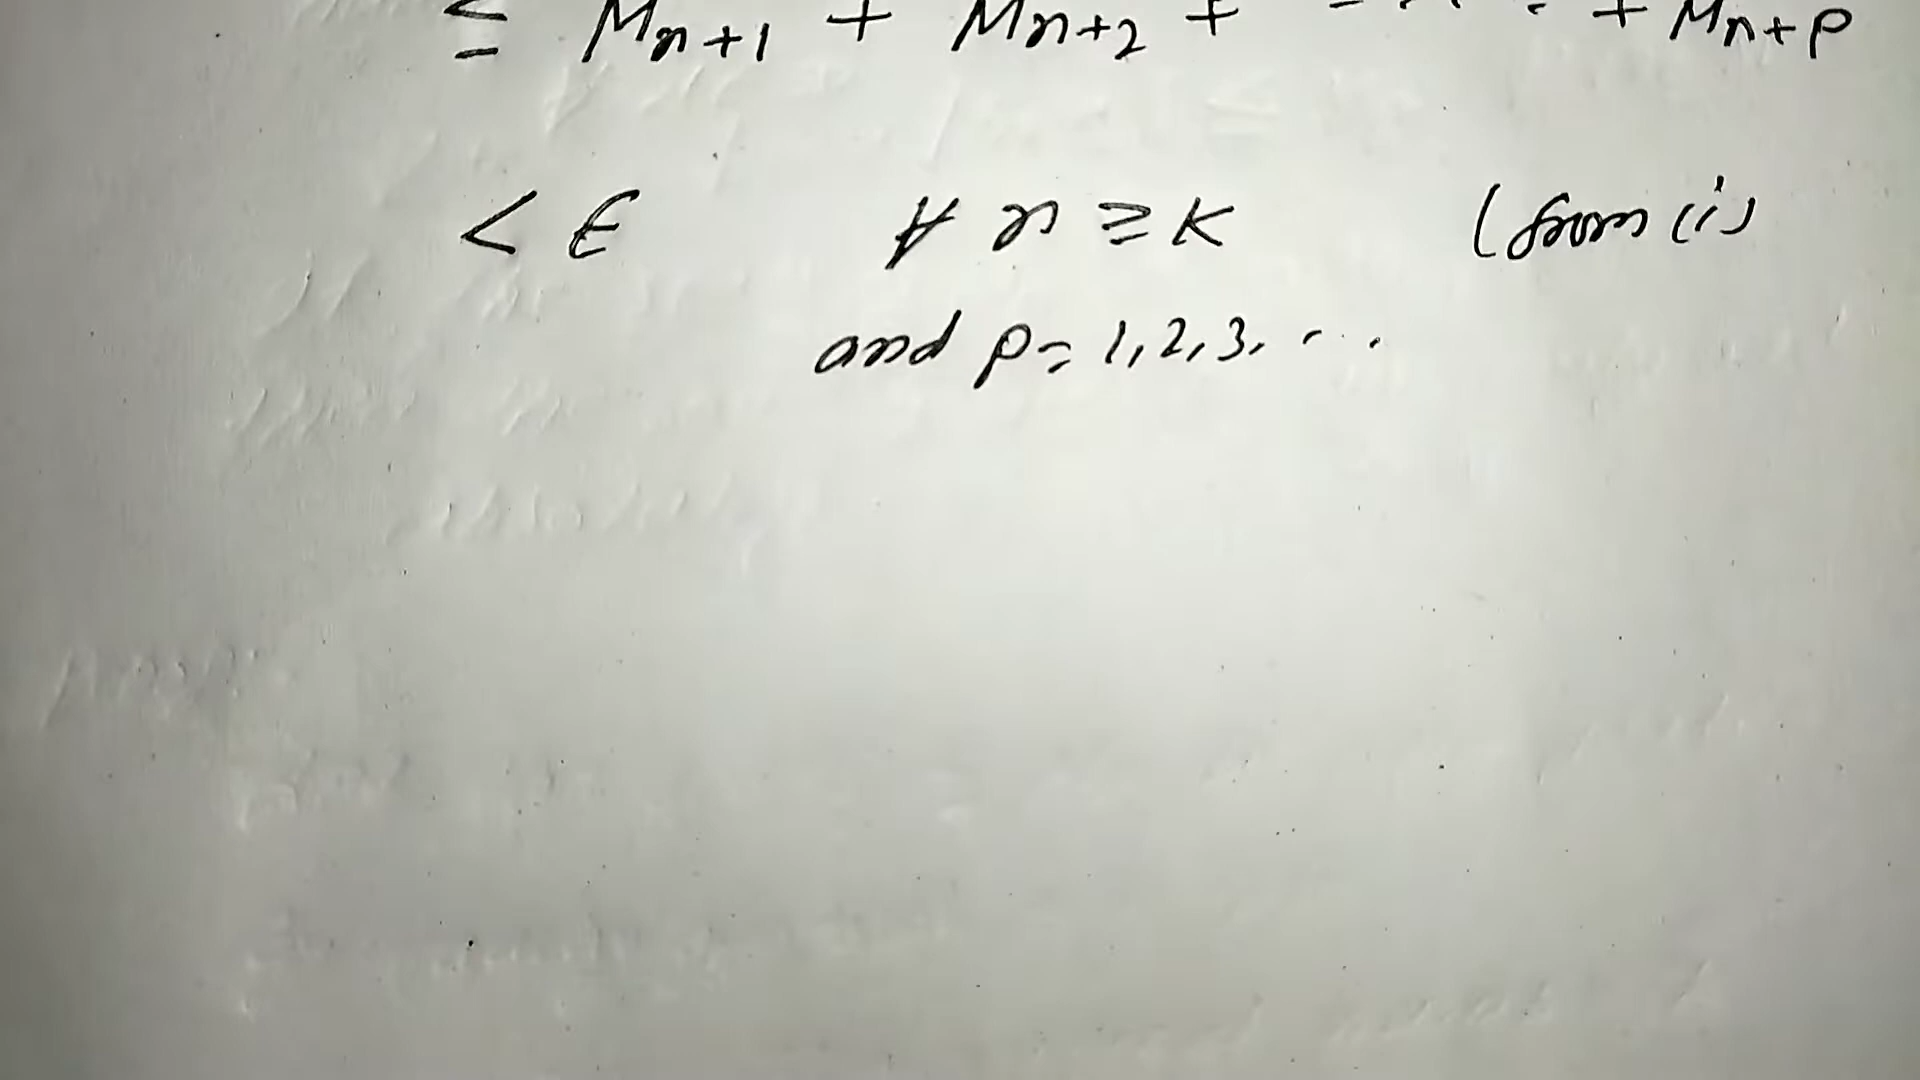 ≤ Mn+1 + Mn+2 + - . . . + Mn+p
< ε ∀ n ≥ K (from (i)
and p = 1, 2, 3, . . .